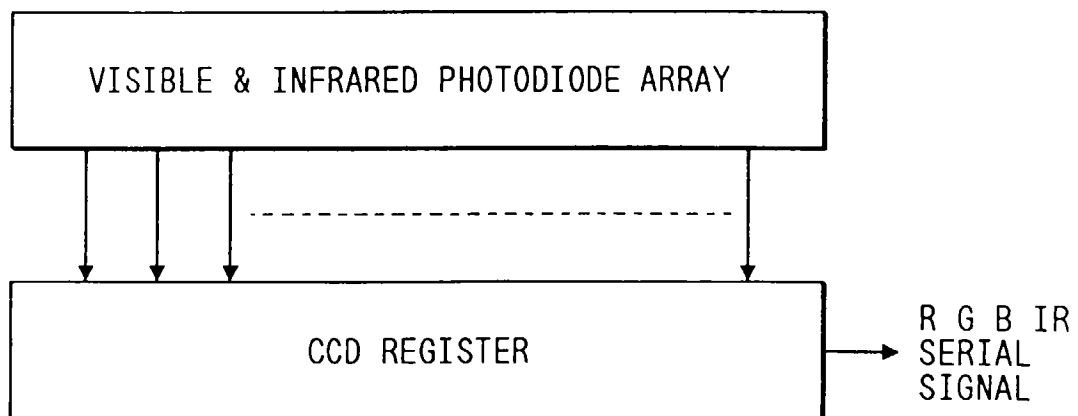 VISIBLE & INFRARED PHOTODIODE ARRAY
CCD REGISTER
R G B IR
SERIAL
SIGNAL